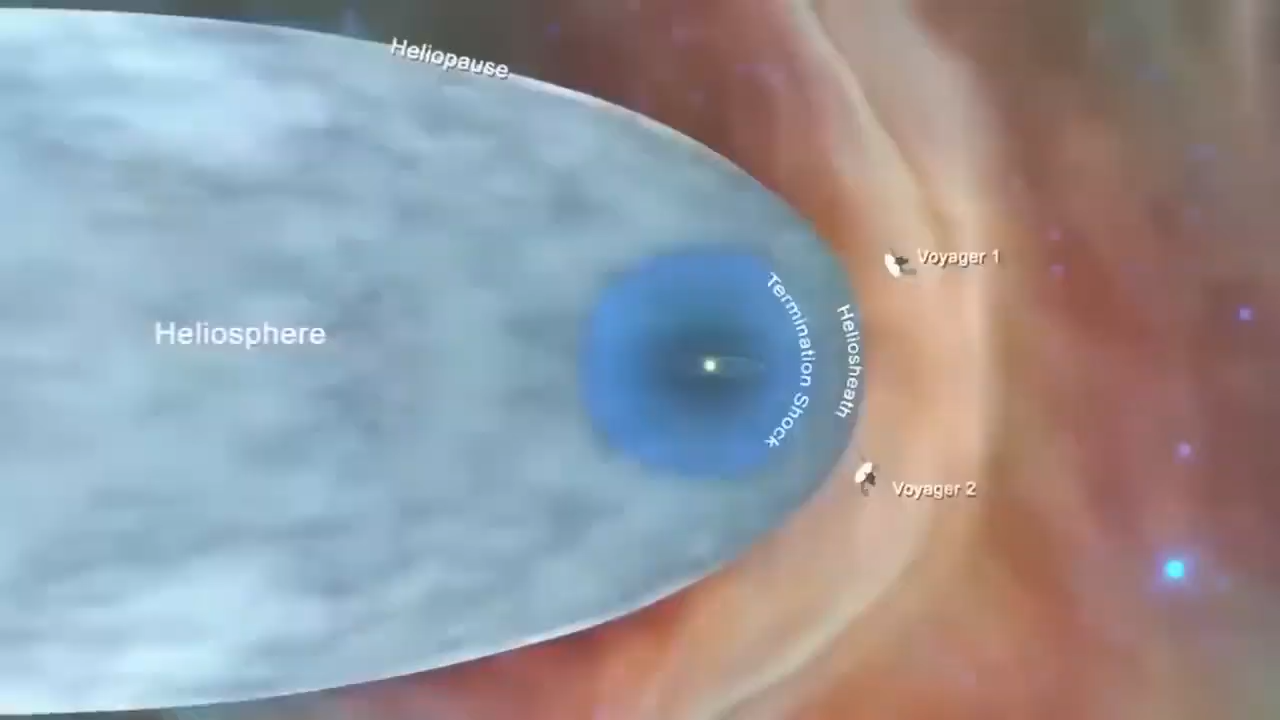 Heliopause
Voyager 1
Heliosphere
Termination Shock
Heliosheath
Voyager 2